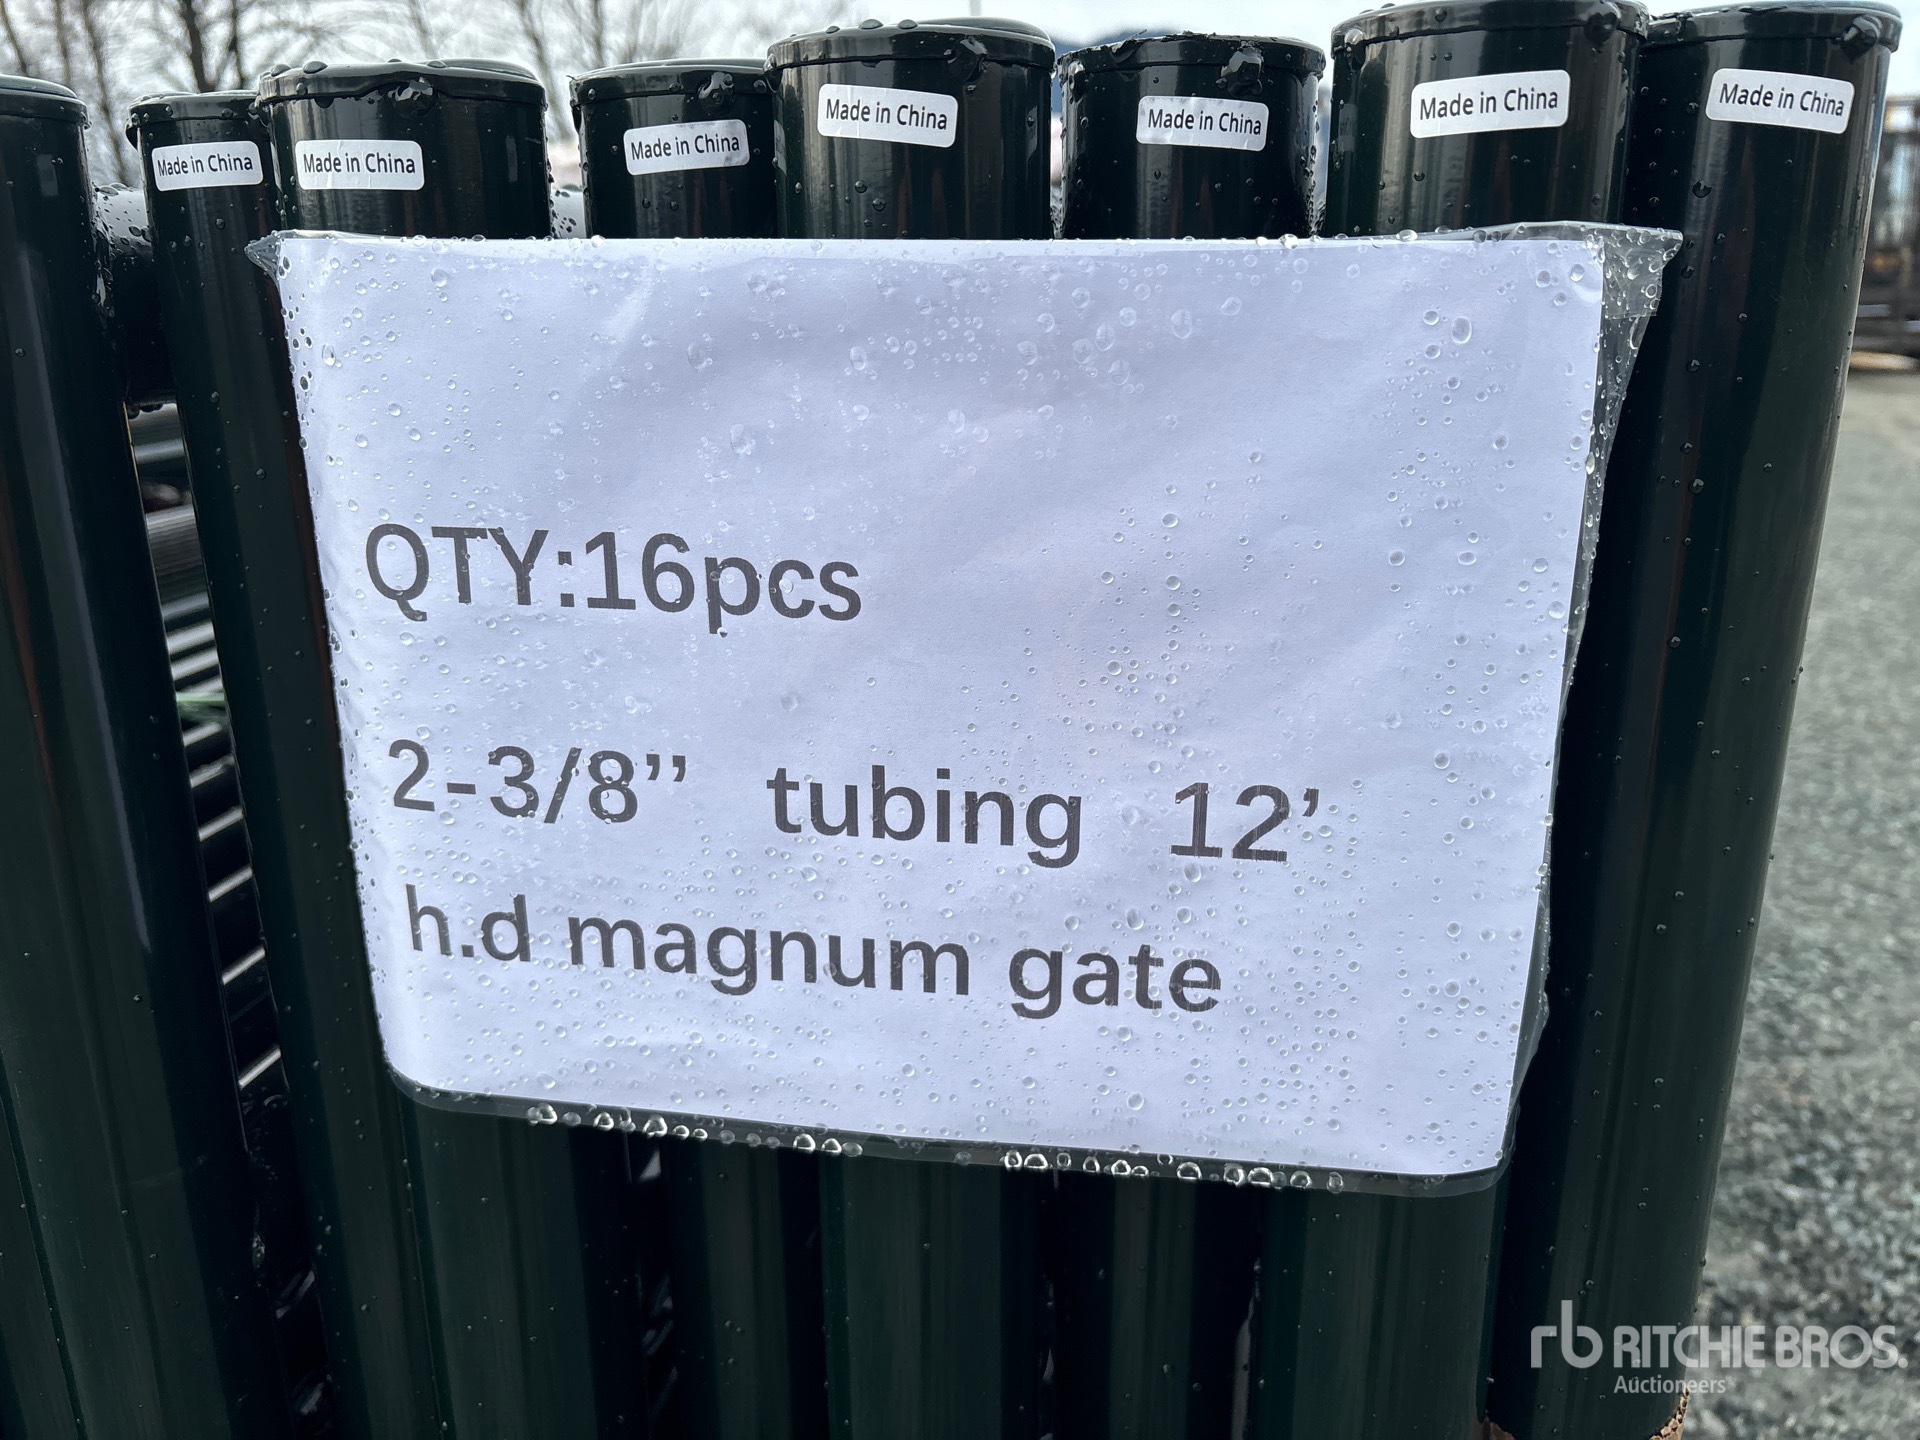 Made in China
Made in China
Made in China
Made in China
Made in China
Made in China
Made in China
QTY:16pcs
2-3/8” tubing 12’
h.d magnum gate
rb RITCHIE BROS.
Auctioneers